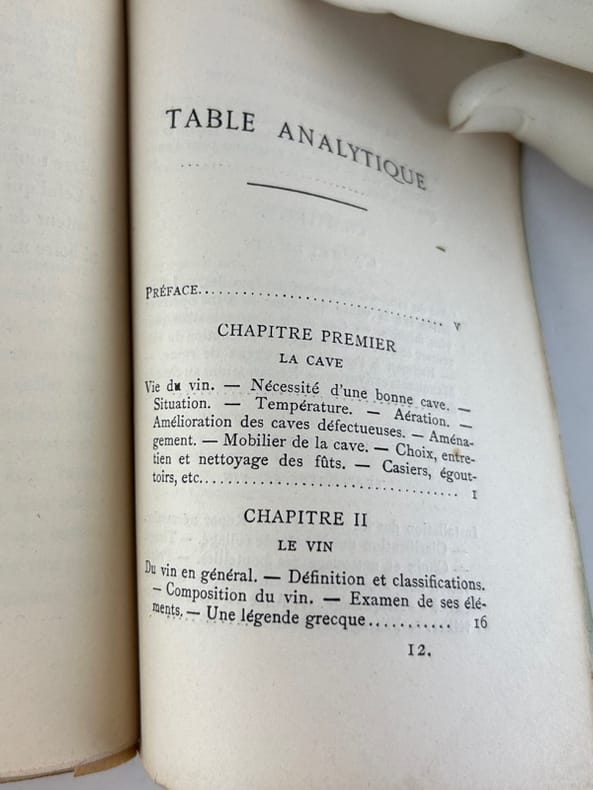 TABLE ANALYTIQUE
PRÉFACE.............................. V
CHAPITRE PREMIER
LA CAVE
Vie du vin. — Nécessité d'une bonne cave. —
Situation. — Température. — Aération. —
Amélioration des caves défectueuses. — Aména-
gement. — Mobilier de la cave. — Choix, entre-
tien et nettoyage des fûts. — Casiers, égout-
toirs, etc................................. 1
CHAPITRE II
LE VIN
Du vin en général. — Définition et classifications.
— Composition du vin. — Examen de ses élé-
ments. — Une légende grecque........... 16
12.